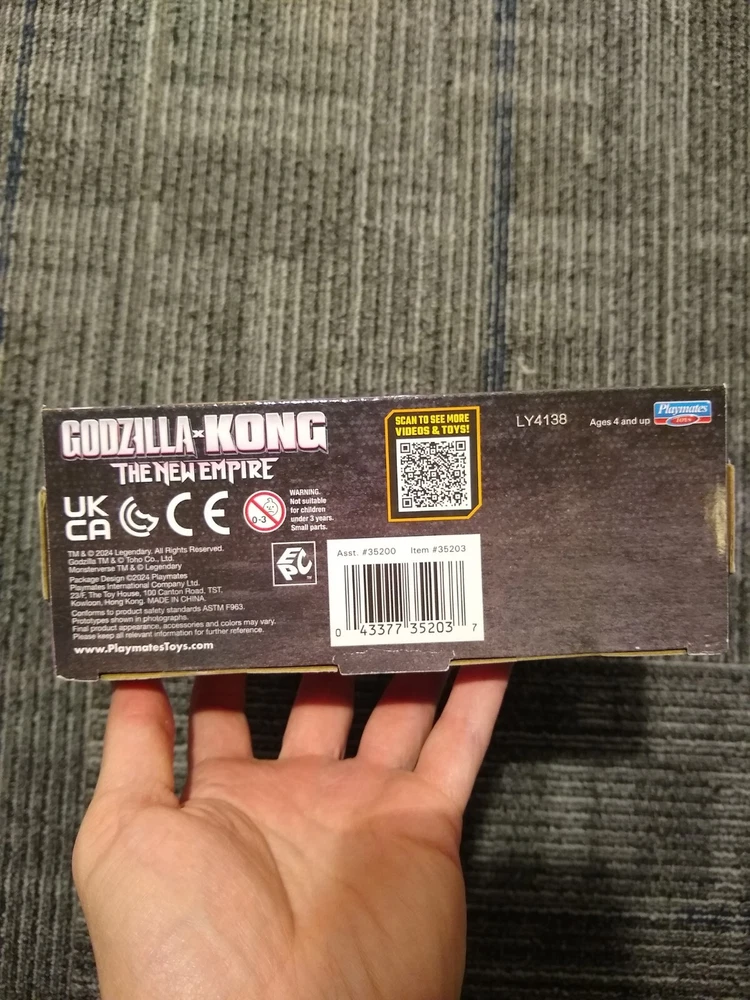 GODZILLA x KONG
THE NEW EMPIRE
UK
CA
CE
0-3
WARNING.
Not suitable
for children
under 3 years.
Small parts.
TM & © 2024 Legendary. All Rights Reserved.
Godzilla TM & © Toho Co., Ltd.
Monsterverse TM & © Legendary
Package Design ©2024 Playmates
Playmates International Company Ltd.
23/F, The Toy House, 100 Canton Road, TST,
Kowloon, Hong Kong. MADE IN CHINA.
Conforms to product safety standards ASTM F963.
Prototypes shown in photographs.
Final product appearance, accessories and colors may vary.
Please keep all relevant information for further reference.
www.PlaymatesToys.com
SCAN TO SEE MORE
VIDEOS & TOYS!
Asst. #35200 Item #35203
0 43377 35203 7
LY4138
Ages 4 and up
Playmates
TOYS